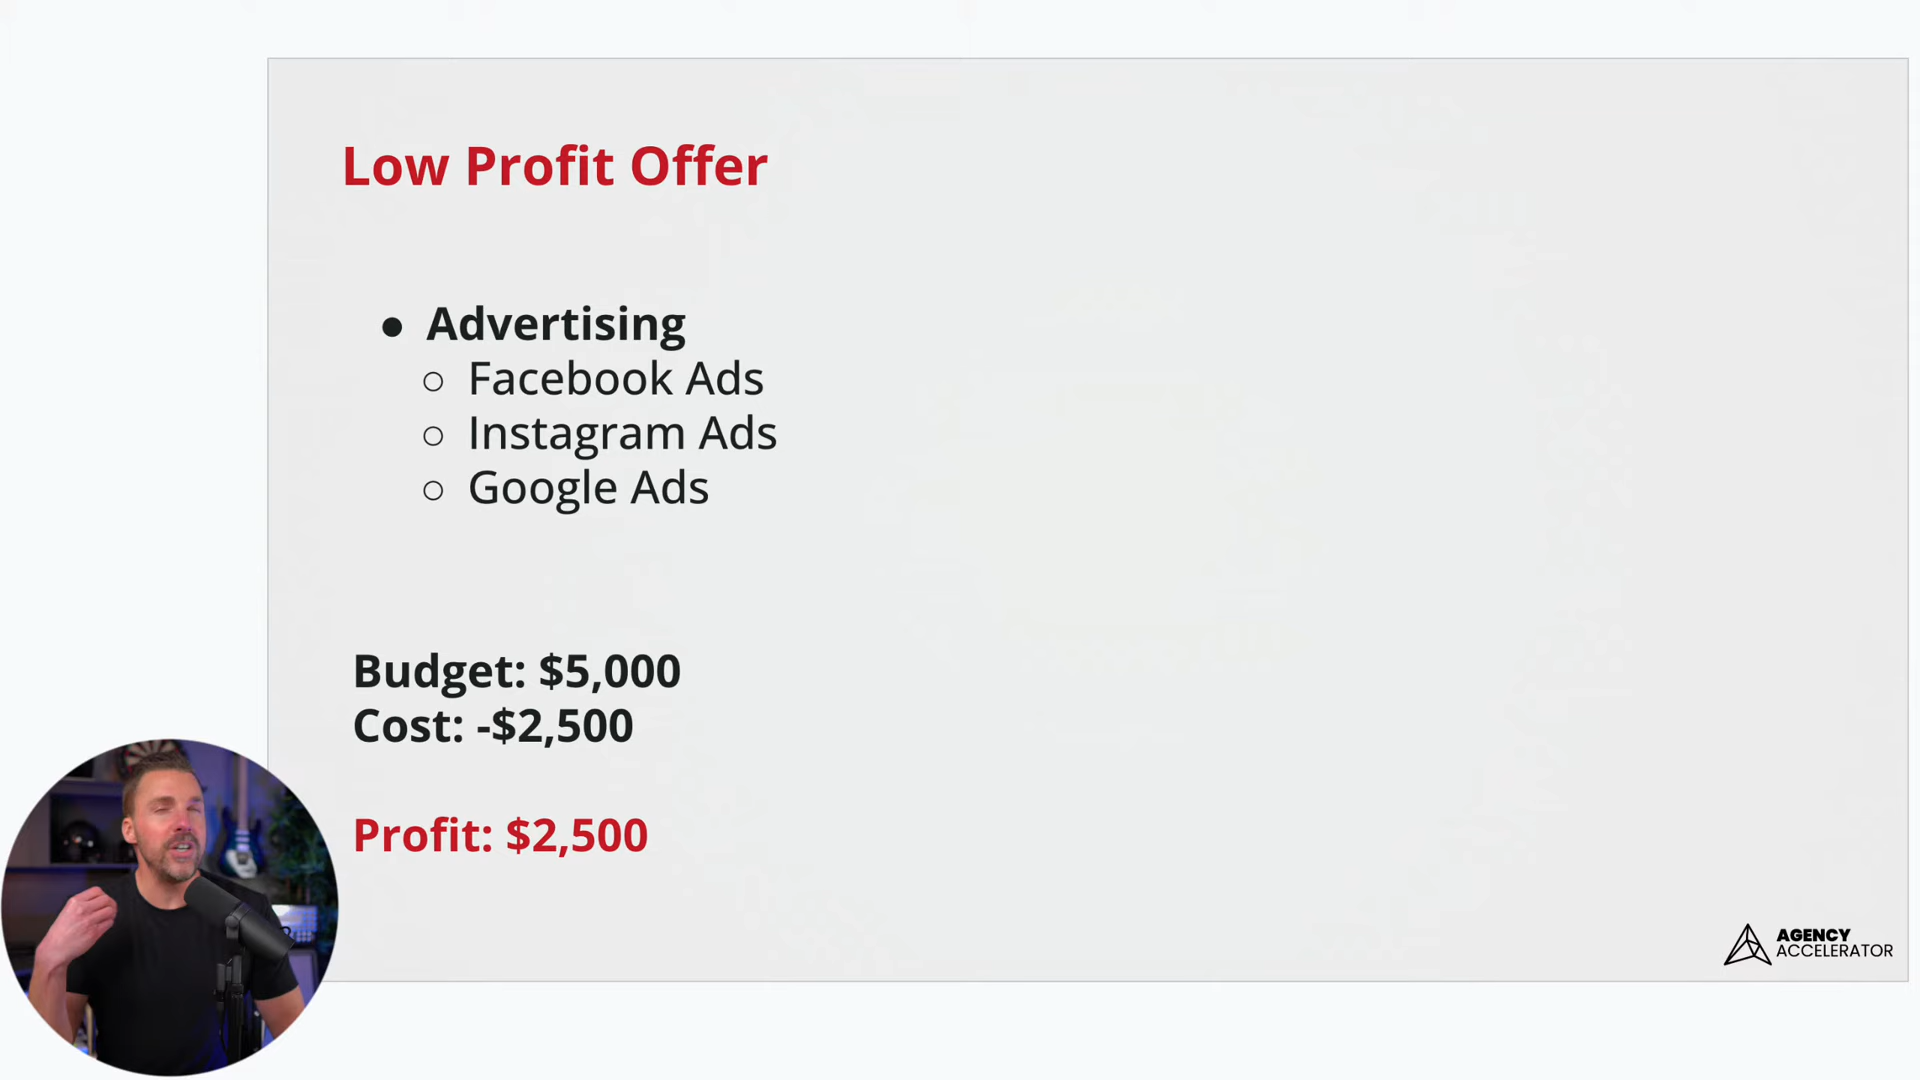 Low Profit Offer
● Advertising
○ Facebook Ads
○ Instagram Ads
○ Google Ads
Budget: $5,000
Cost: -$2,500
Profit: $2,500
AGENCY
ACCELERATOR